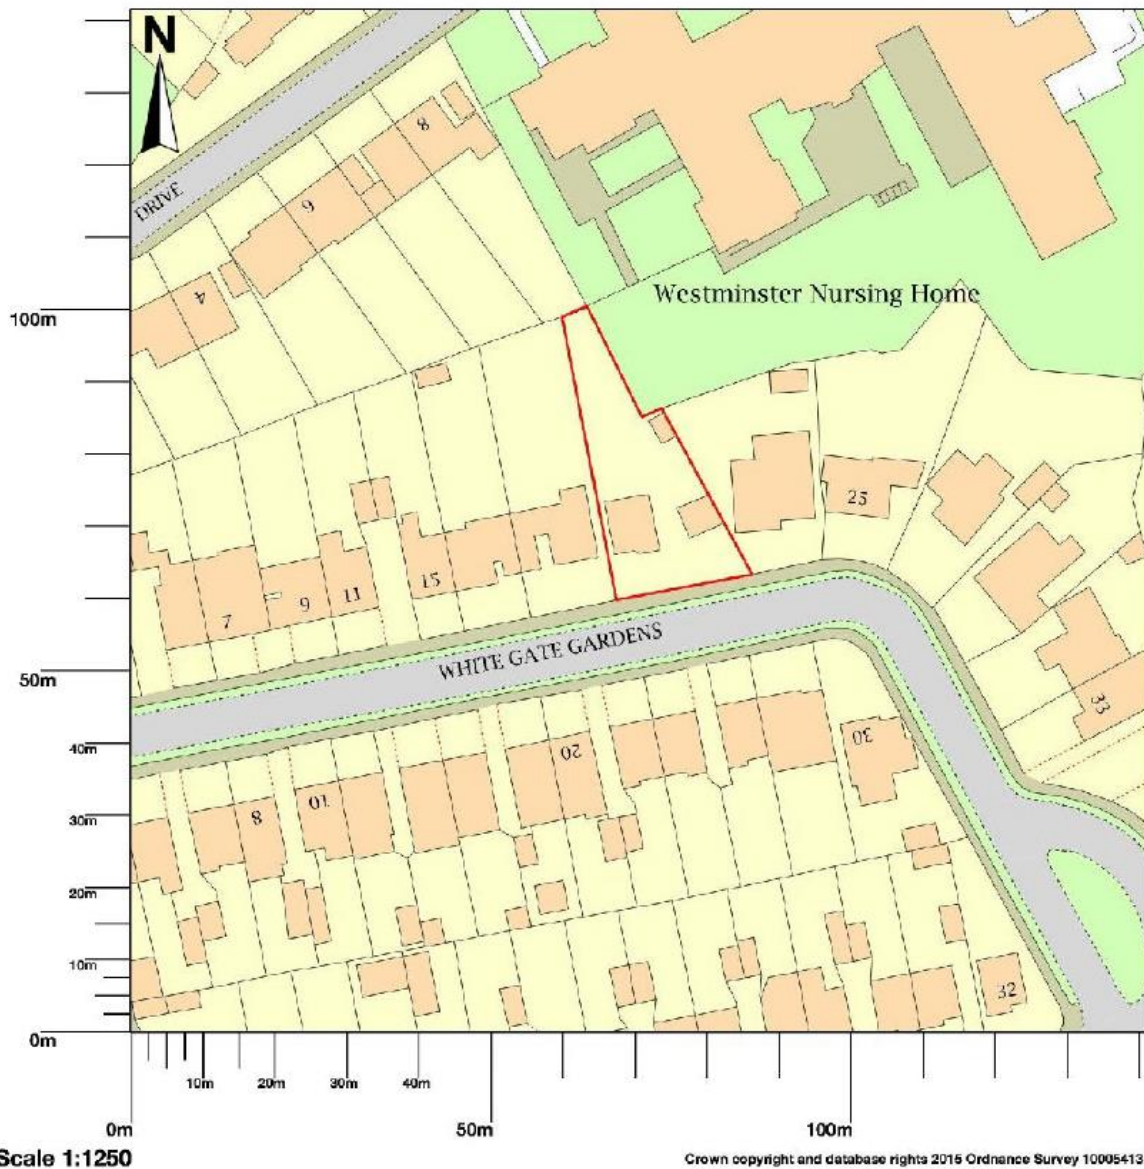 N
DRIVE
8
6
4
Westminster Nursing Home
100m
25
15
11
9
7
WHITE GATE GARDENS
33
50m
40m
30
20
10
8
30m
20m
10m
32
0m
10m 20m 30m 40m
0m 50m 100m
Scale 1:1250
Crown copyright and database rights 2015 Ordnance Survey 10005413